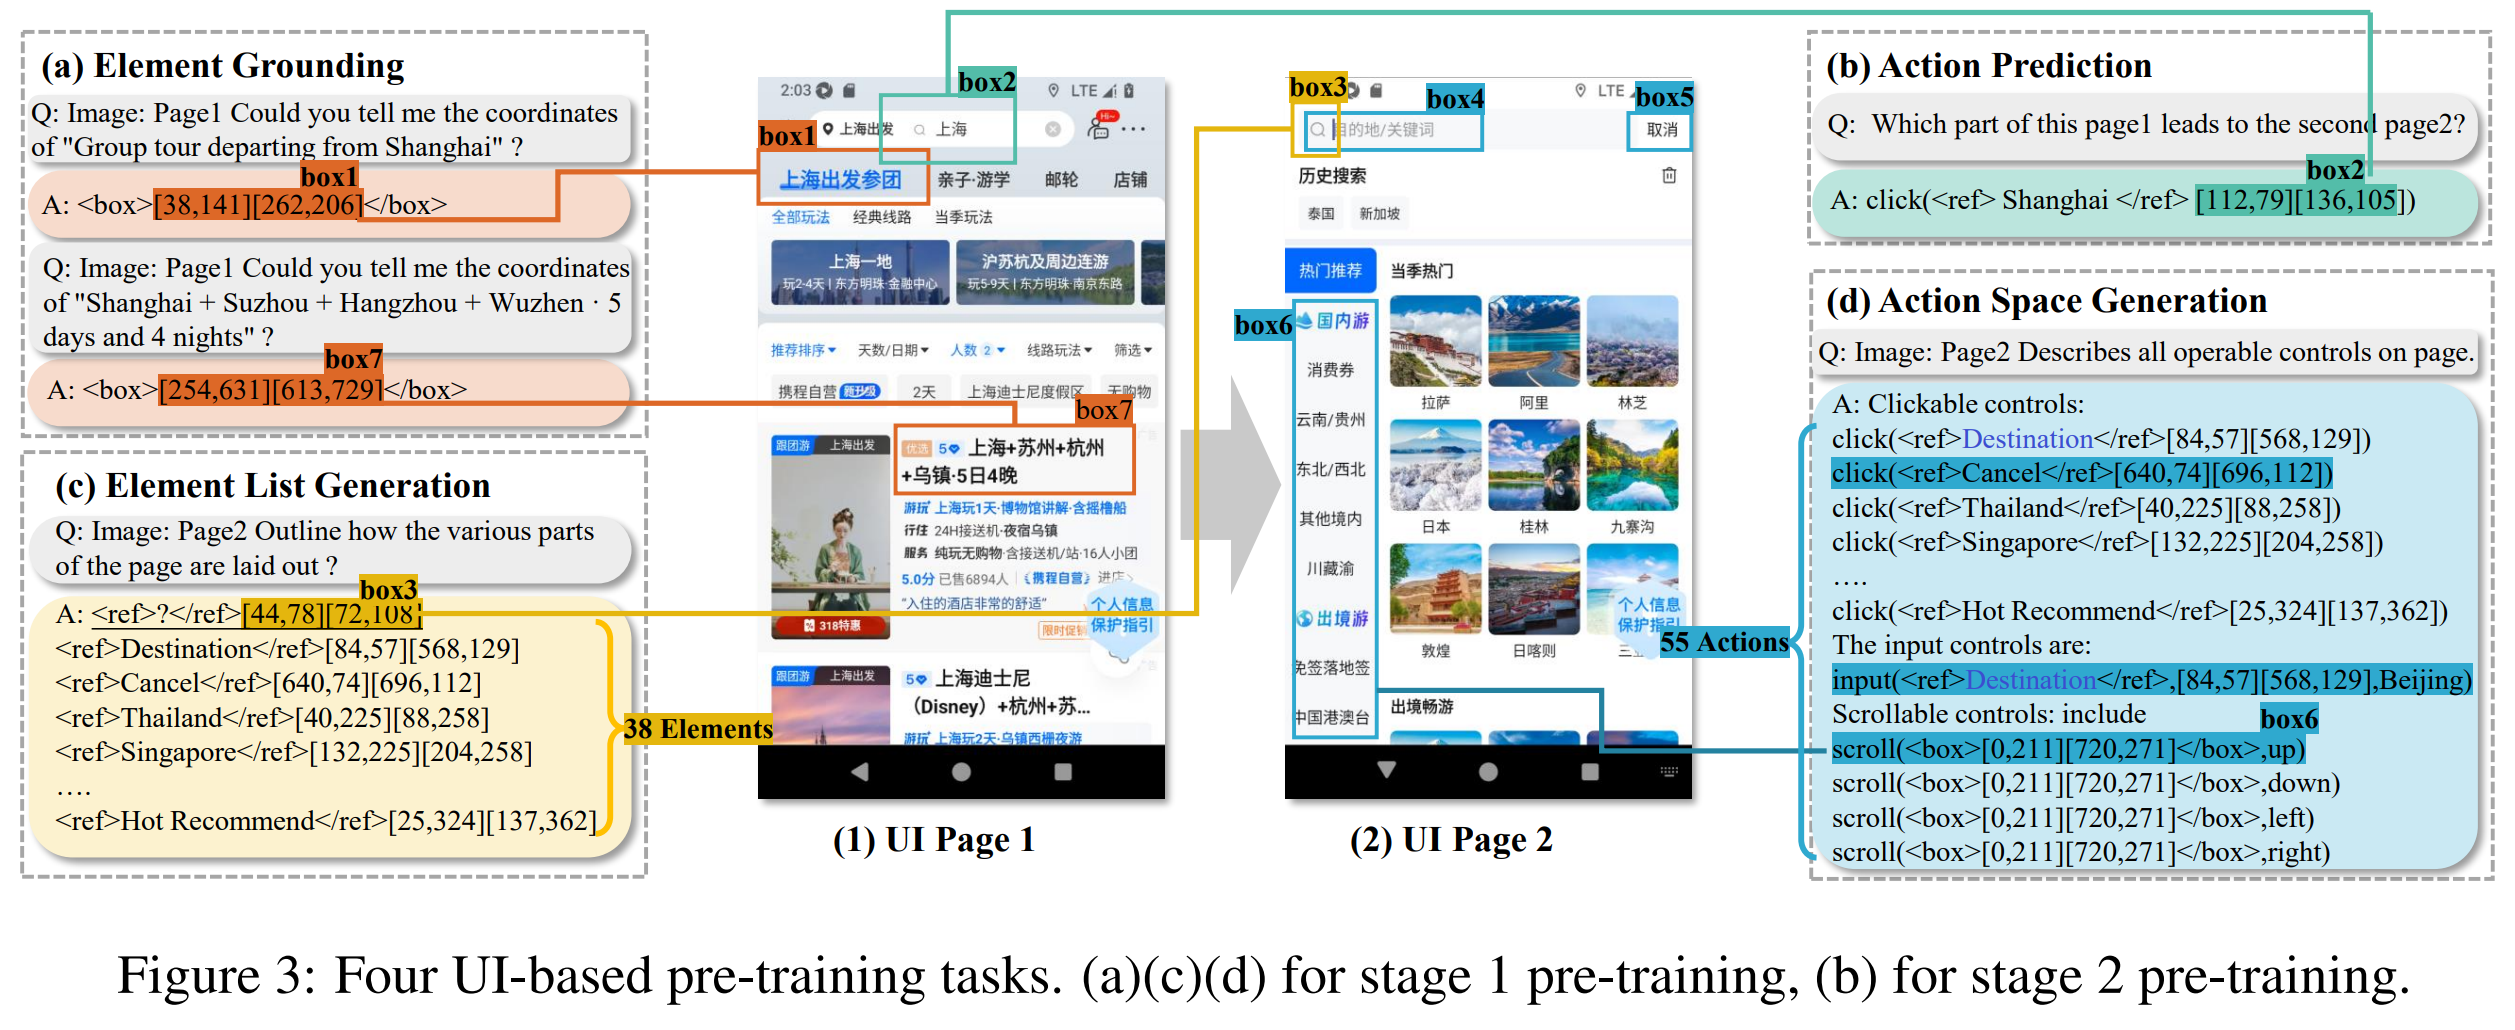 (a) Element Grounding
Q: Image: Page1 Could you tell me the coordinates
of "Group tour departing from Shanghai" ?
box1
A: <box>[38,141][262,206]</box>
Q: Image: Page1 Could you tell me the coordinates
of "Shanghai + Suzhou + Hangzhou + Wuzhen · 5
days and 4 nights" ?
box7
A: <box>[254,631][613,729]</box>
(c) Element List Generation
Q: Image: Page2 Outline how the various parts
of the page are laid out ?
box3
A: <ref>?</ref>[44,78][72,108]
<ref>Destination</ref>[84,57][568,129]
<ref>Cancel</ref>[640,74][696,112]
<ref>Thailand</ref>[40,225][88,258]
<ref>Singapore</ref>[132,225][204,258]
....
<ref>Hot Recommend</ref>[25,324][137,362]
38 Elements
box2
2:03 LTE
box1
上海出发 上海 Hi~
上海出发参团 亲子·游学 邮轮 店铺
全部玩法 经典线路 当季玩法
上海一地 沪苏杭及周边连游
玩2-4天 | 东方明珠·金融中心 玩5-9天 | 东方明珠·南京东路
推荐排序 天数/日期 人数 2 线路玩法 筛选
携程自营 新升级 2天 上海迪士尼度假区 无购物
box7
跟团游 上海出发
优选 5 上海+苏州+杭州
+乌镇·5日4晚
游玩 上海玩1天·博物馆讲解·含摇橹船
行住 24H接送机·夜宿乌镇
服务 纯玩无购物·含接送机/站·16人小团
5.0分 已售6894人 《携程自营》 进店>
"入住的酒店非常的舒适"
318特惠
限时促销
个人信息
保护指引
跟团游 上海出发
5 上海迪士尼
（Disney）+杭州+苏...
游玩 上海玩2天·乌镇西栅夜游
(1) UI Page 1
box3
LTE
box4
box5
目的地/关键词 取消
历史搜索
泰国 新加坡
热门推荐 当季热门
box6
国内游
消费券
云南/贵州
东北/西北
其他境内
川藏渝
出境游
免签落地签
中国港澳台
拉萨 阿里 林芝
日本 桂林 九寨沟
敦煌 日喀则 三
个人信息
保护指引
出境畅游
(2) UI Page 2
(b) Action Prediction
Q: Which part of this page1 leads to the second page2?
box2
A: click(<ref> Shanghai </ref> [112,79][136,105])
(d) Action Space Generation
Q: Image: Page2 Describes all operable controls on page.
A: Clickable controls:
click(<ref>Destination</ref>[84,57][568,129])
click(<ref>Cancel</ref>[640,74][696,112])
click(<ref>Thailand</ref>[40,225][88,258])
click(<ref>Singapore</ref>[132,225][204,258])
....
click(<ref>Hot Recommend</ref>[25,324][137,362])
The input controls are:
input(<ref>Destination</ref>,[84,57][568,129],Beijing)
Scrollable controls: include
box6
scroll(<box>[0,211][720,271]</box>,up)
scroll(<box>[0,211][720,271]</box>,down)
scroll(<box>[0,211][720,271]</box>,left)
scroll(<box>[0,211][720,271]</box>,right)
55 Actions
Figure 3: Four UI-based pre-training tasks. (a)(c)(d) for stage 1 pre-training, (b) for stage 2 pre-training.